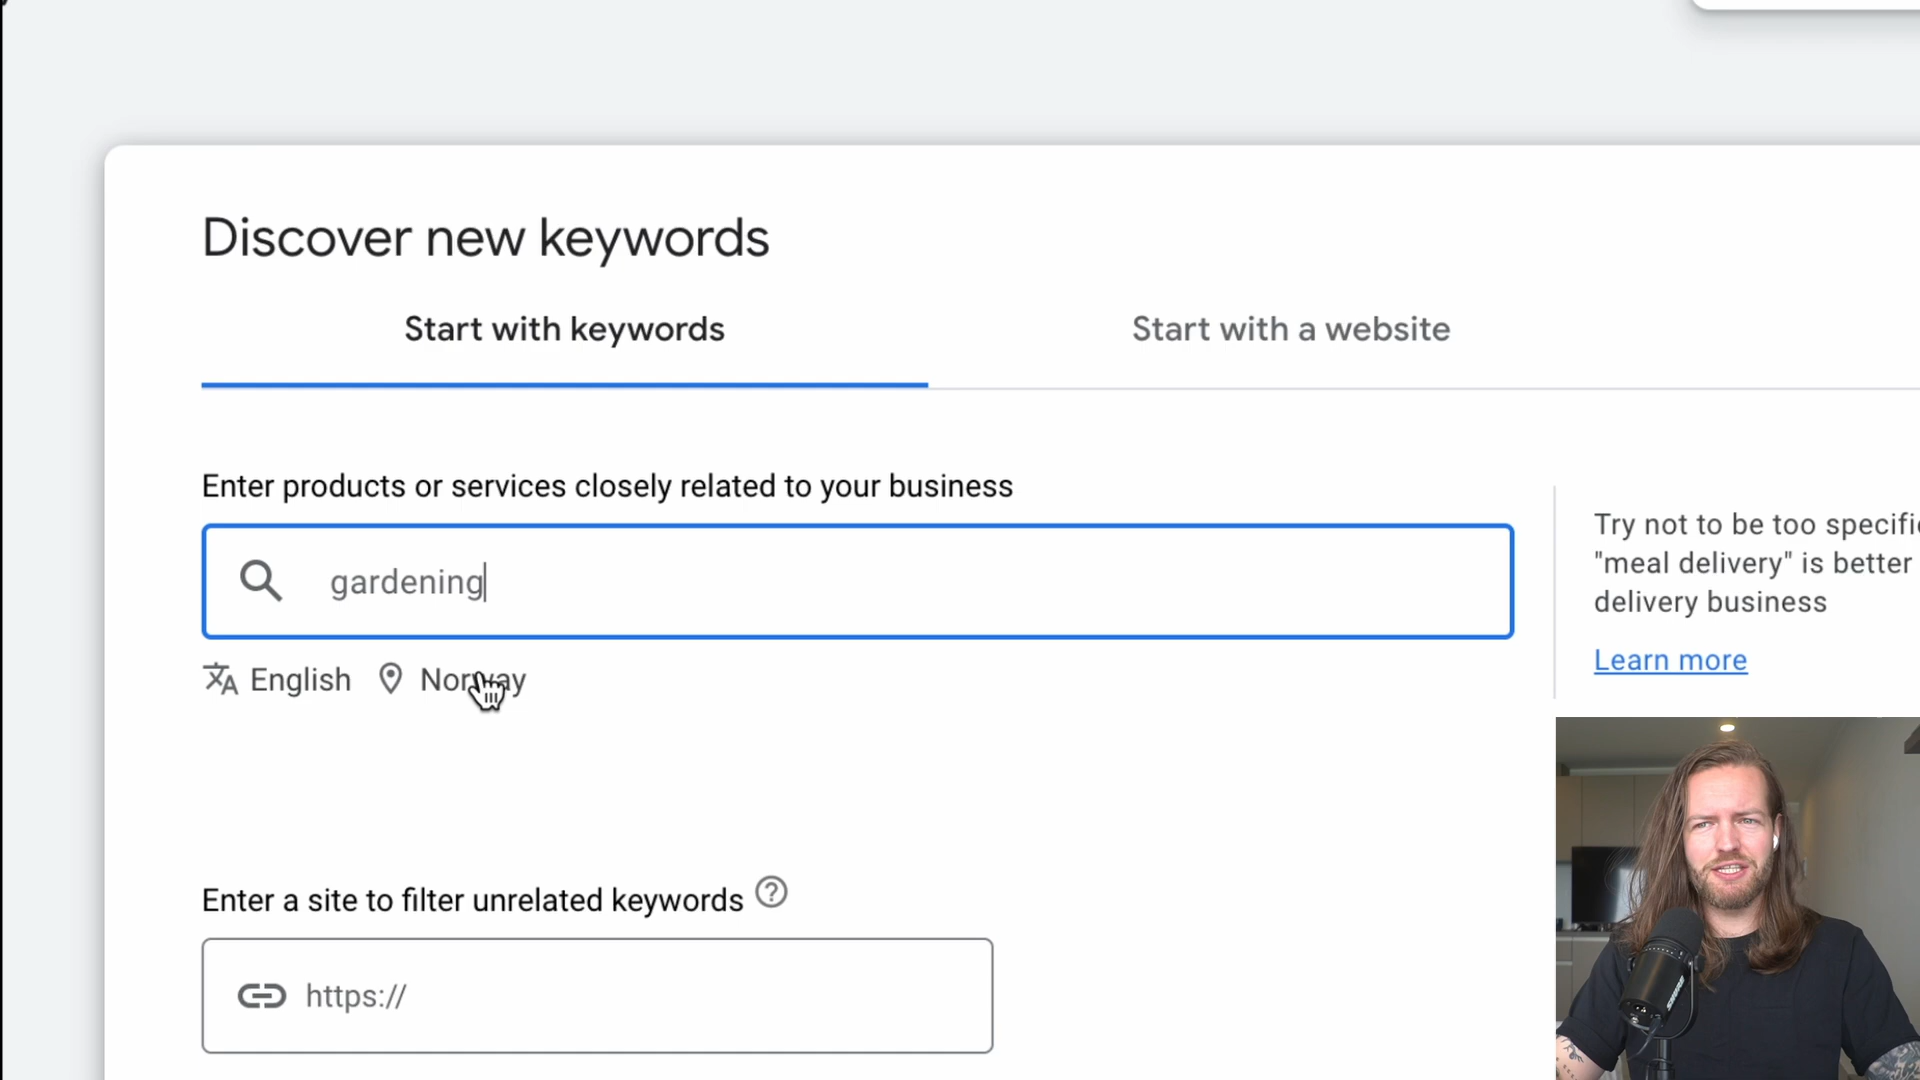 Discover new keywords
Start with keywords
Start with a website
Enter products or services closely related to your business
gardening
English
Norway
Try not to be too specific
"meal delivery" is better
delivery business
Learn more
Enter a site to filter unrelated keywords
https://